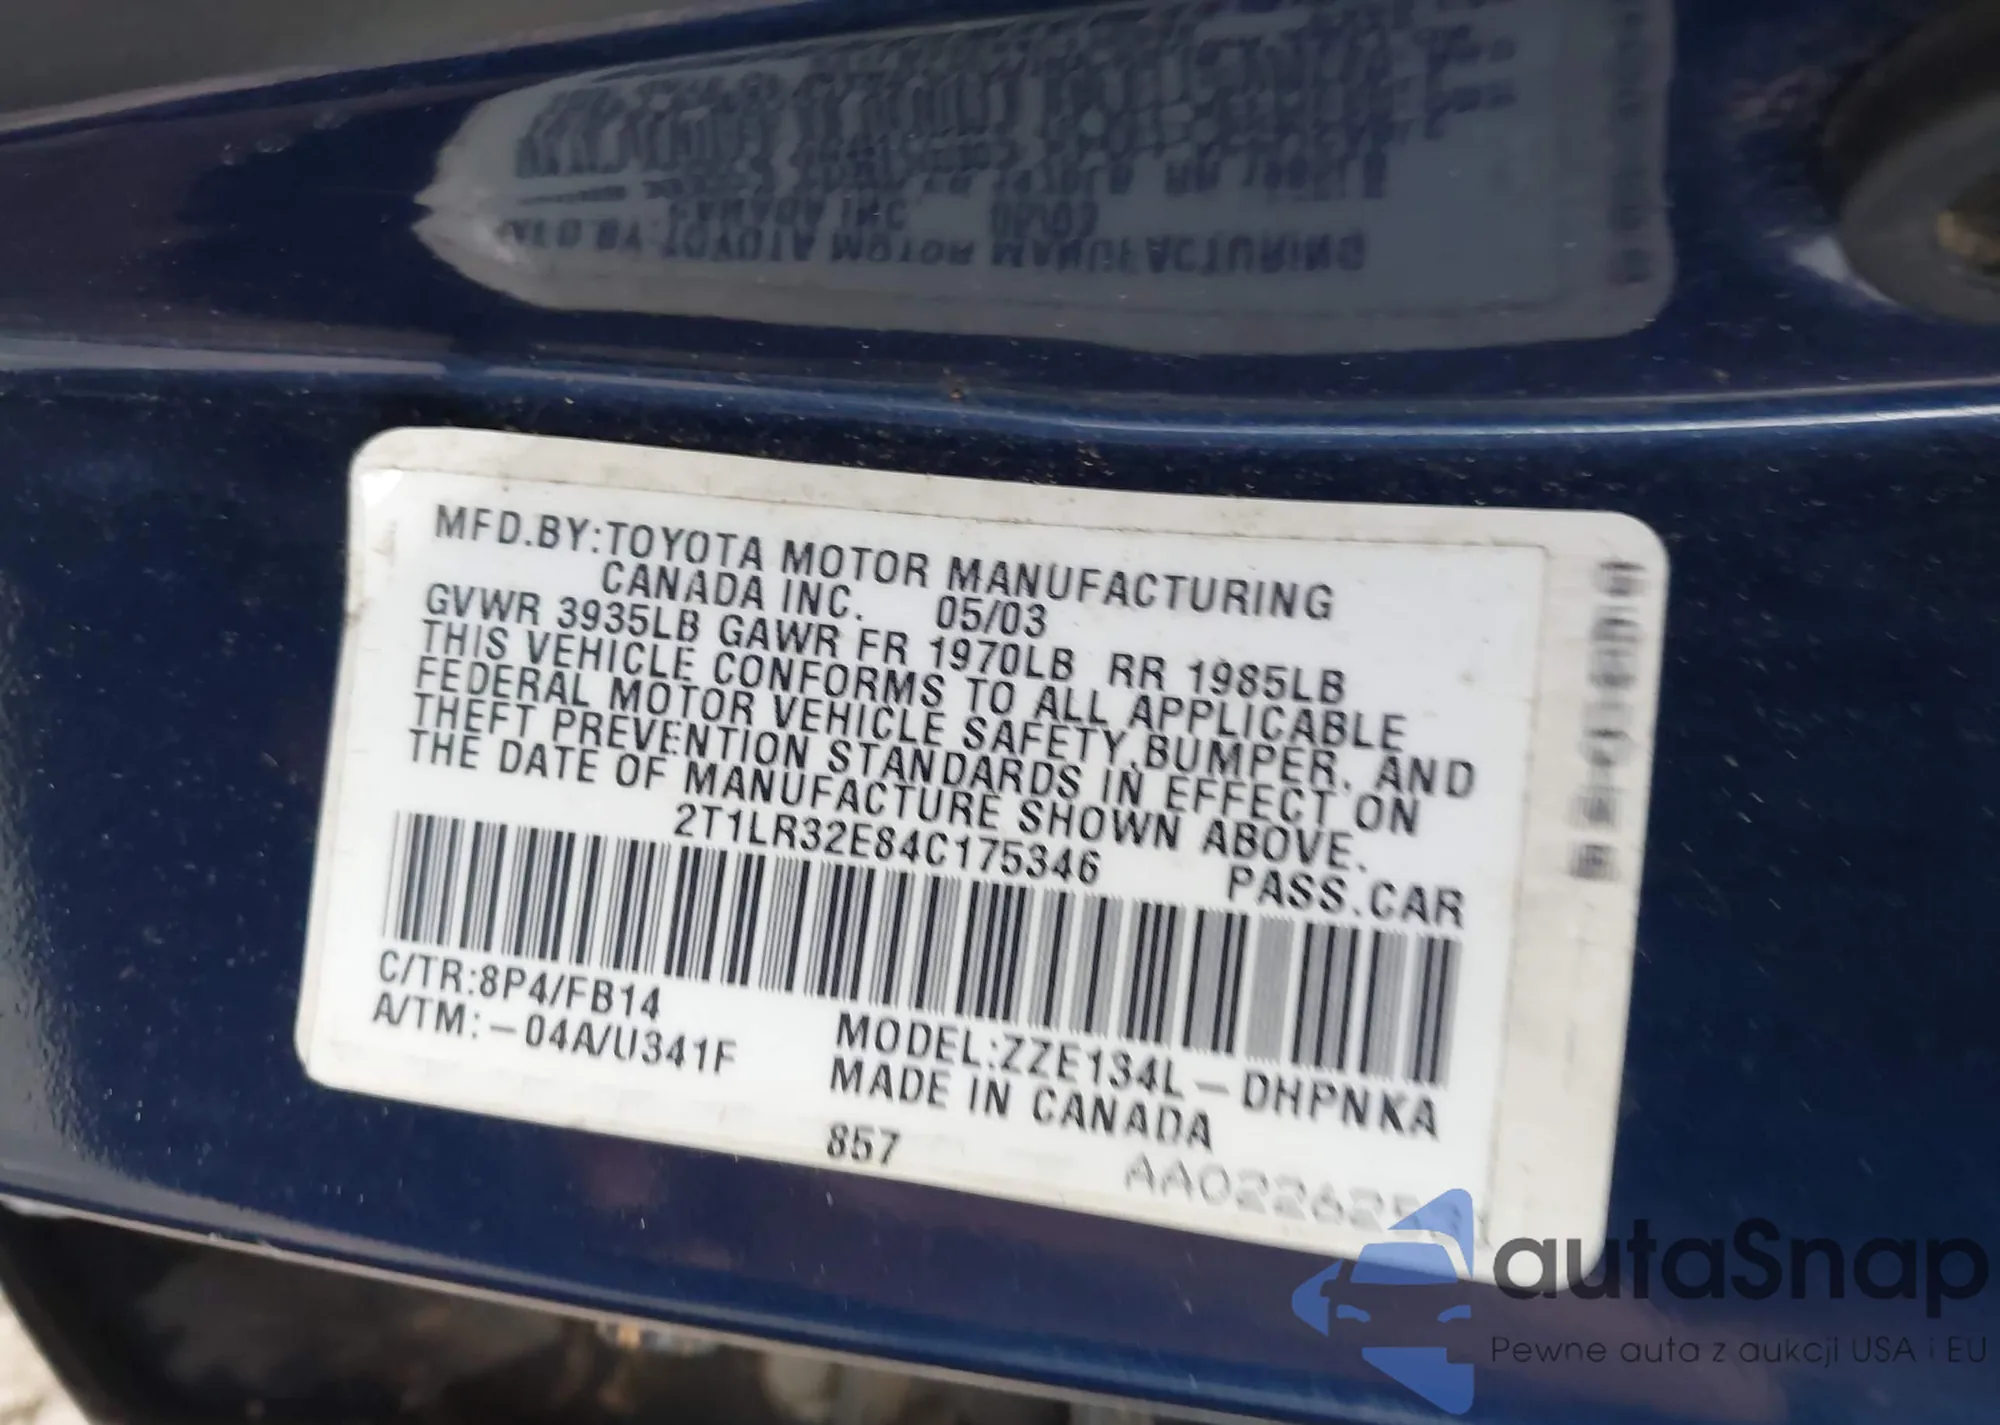 MFD.BY:TOYOTA MOTOR MANUFACTURING
CANADA INC. 05/03
GVWR 3935LB GAWR FR 1970LB RR 1985LB
THIS VEHICLE CONFORMS TO ALL APPLICABLE
FEDERAL MOTOR VEHICLE SAFETY,BUMPER, AND
THEFT PREVENTION STANDARDS IN EFFECT ON
THE DATE OF MANUFACTURE SHOWN ABOVE.
2T1LR32E84C175346 PASS.CAR
C/TR:8P4/FB14
A/TM:-04A/U341F
MODEL:ZZE134L-DHPNKA
MADE IN CANADA
857
autaSnap
Pewne auta z aukcji USA i EU